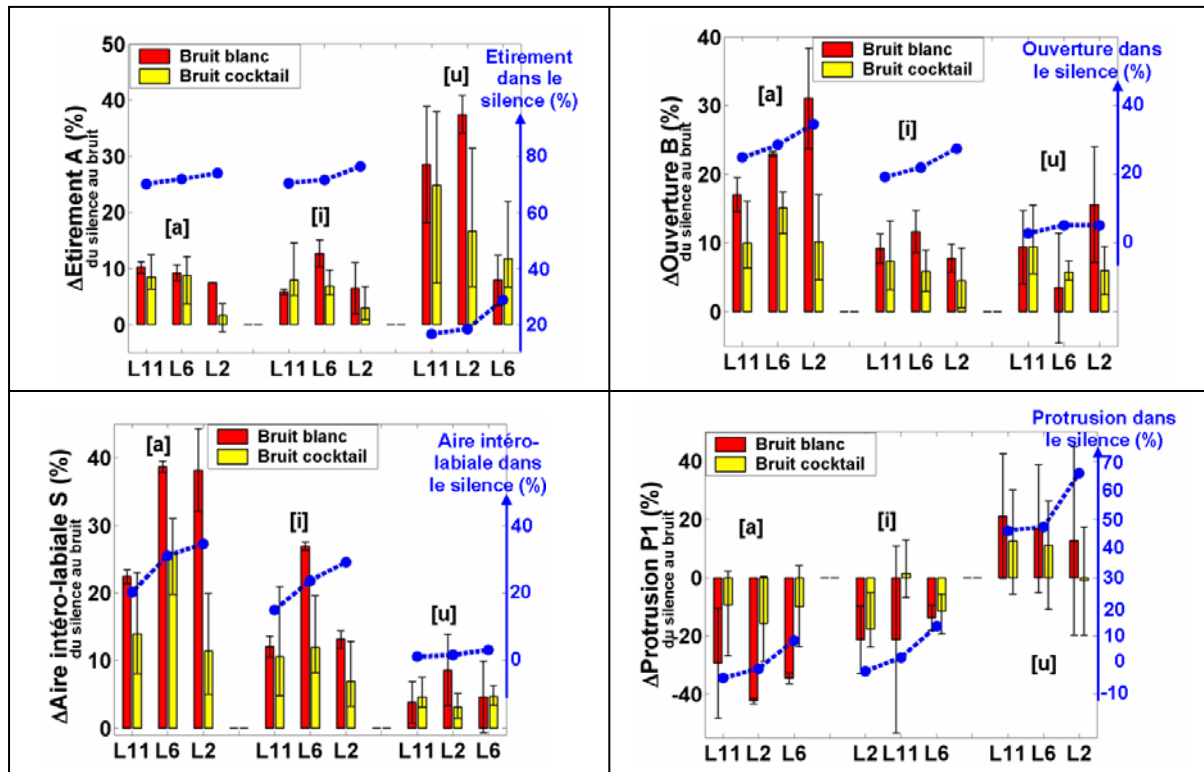 50
40
30
20
10
0
ΔEtirement A (%)
du silence au bruit
Bruit blanc
Bruit cocktail
[a]
[i]
[u]
Etirement
dans le
silence (%)
80
60
40
20
L11 L6 L2
L11 L6 L2
L11 L2 L6
40
30
20
10
0
ΔOuverture B (%)
du silence au bruit
Bruit blanc
Bruit cocktail
[a]
[i]
[u]
Ouverture dans
le silence (%)
40
20
0
L11 L6 L2
L11 L6 L2
L11 L6 L2
40
30
20
10
0
ΔAire intéro-labiale S (%)
du silence au bruit
Bruit blanc
Bruit cocktail
[a]
[i]
[u]
Aire intéro-
labiale dans
le silence (%)
40
20
0
L11 L6 L2
L11 L6 L2
L11 L2 L6
40
20
0
-20
-40
ΔProtrusion P1 (%)
du silence au bruit
Bruit blanc
Bruit cocktail
[a]
[i]
[u]
Protrusion dans
le silence (%)
70
60
50
40
30
20
10
0
-10
L11 L2 L6
L2 L11 L6
L11 L6 L2